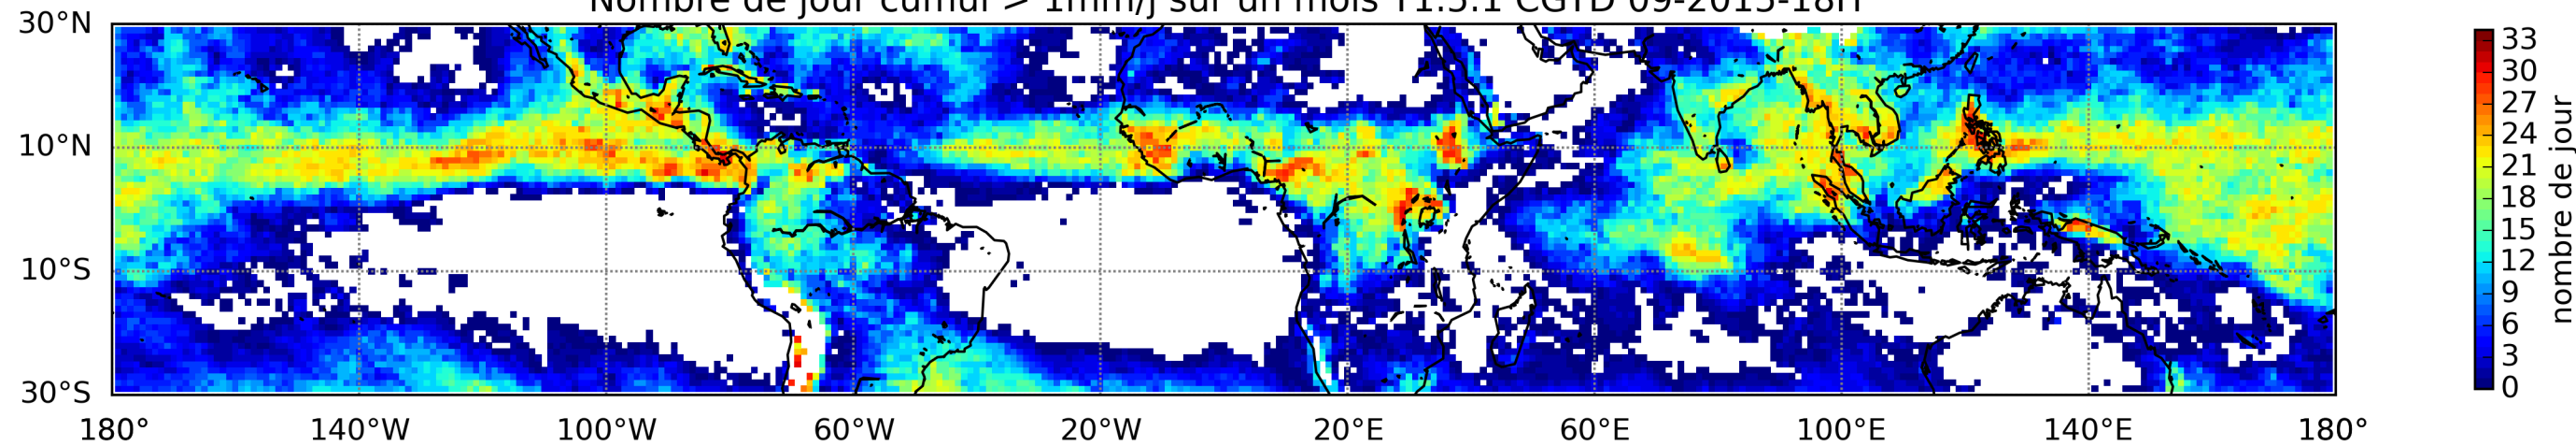 Nombre de jour cumul > 1mm/j sur un mois T1.5.1 CGTD 09-2015-18H
30°N
10°N
10°S
30°S
180° 140°W 100°W 60°W 20°W 20°E 60°E 100°E 140°E 180°
33
30
27
24
21
18
15
12
9
6
3
0
nombre de jour